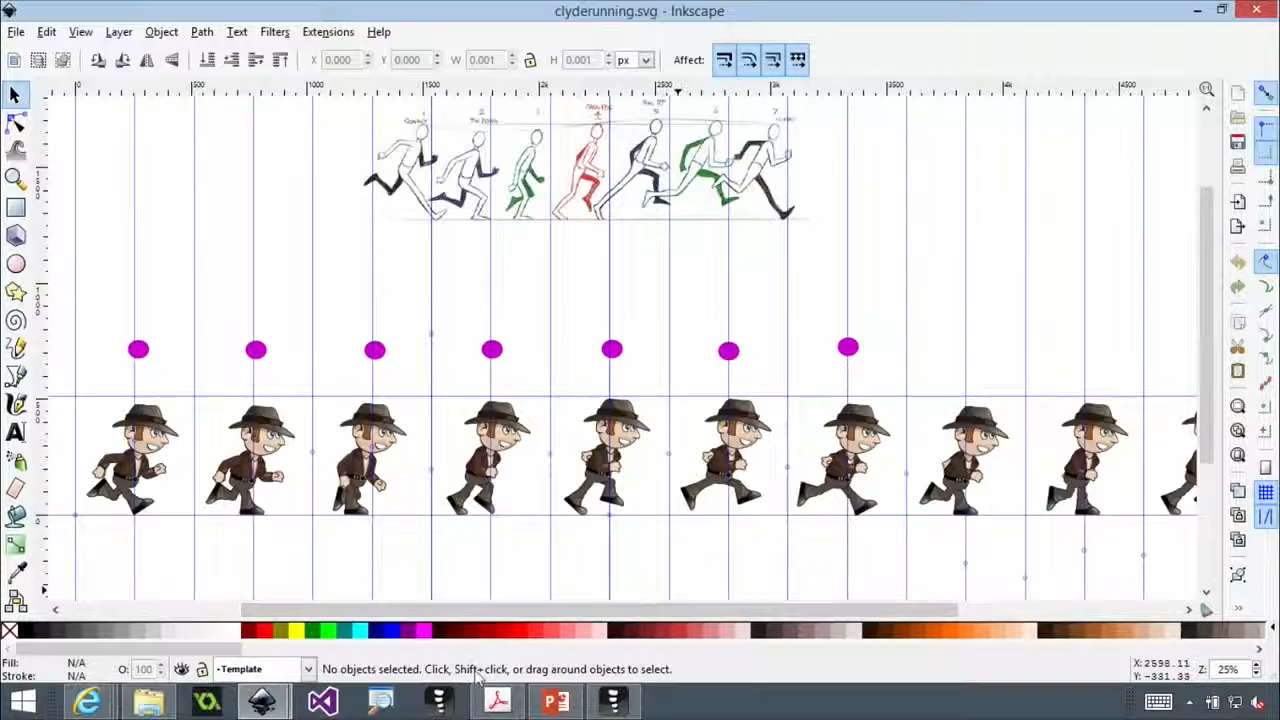 clyderunning.svg - Inkscape
File Edit View Layer Object Path Filters Extensions Help
X 0.000 Y 0.000 W 0.001 H 0.001 px Affect:
No objects selected. Click, Shift+click, or drag around objects to select.
Fill: N/A
Stroke: N/A
O: 100
Template
X: 2598.11
Y: -331.33
Z: 25%